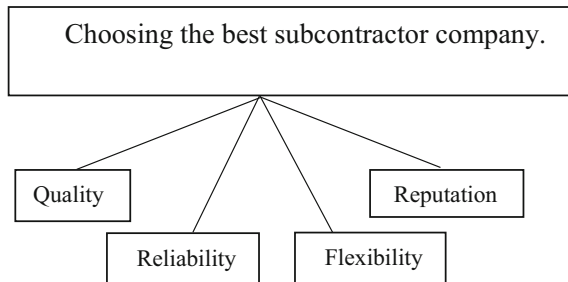 Choosing the best subcontractor company.
Quality
Reputation
Reliability
Flexibility